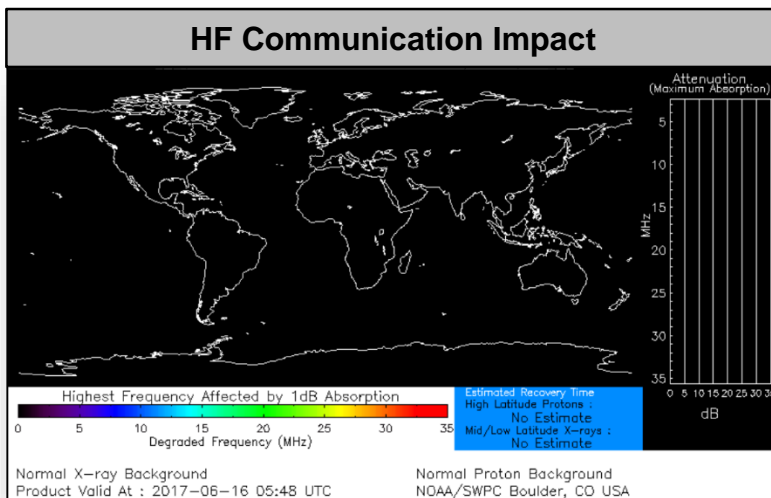 HF Communication Impact
Attenuation
(Maximum Absorption)
5
10
15
20
25
30
35
MHz
0 5 10 15 20 25 30
dB
Highest Frequency Affected by 1dB Absorption
0 5 10 15 20 25 30 35
Degraded Frequency (MHz)
Estimated Recovery Time
High Latitude Protons :
No Estimate
Mid/Low Latitude X-rays :
No Estimate
Normal X-ray Background
Normal Proton Background
Product Valid At : 2017-06-16 05:48 UTC
NOAA/SWPC Boulder, CO USA